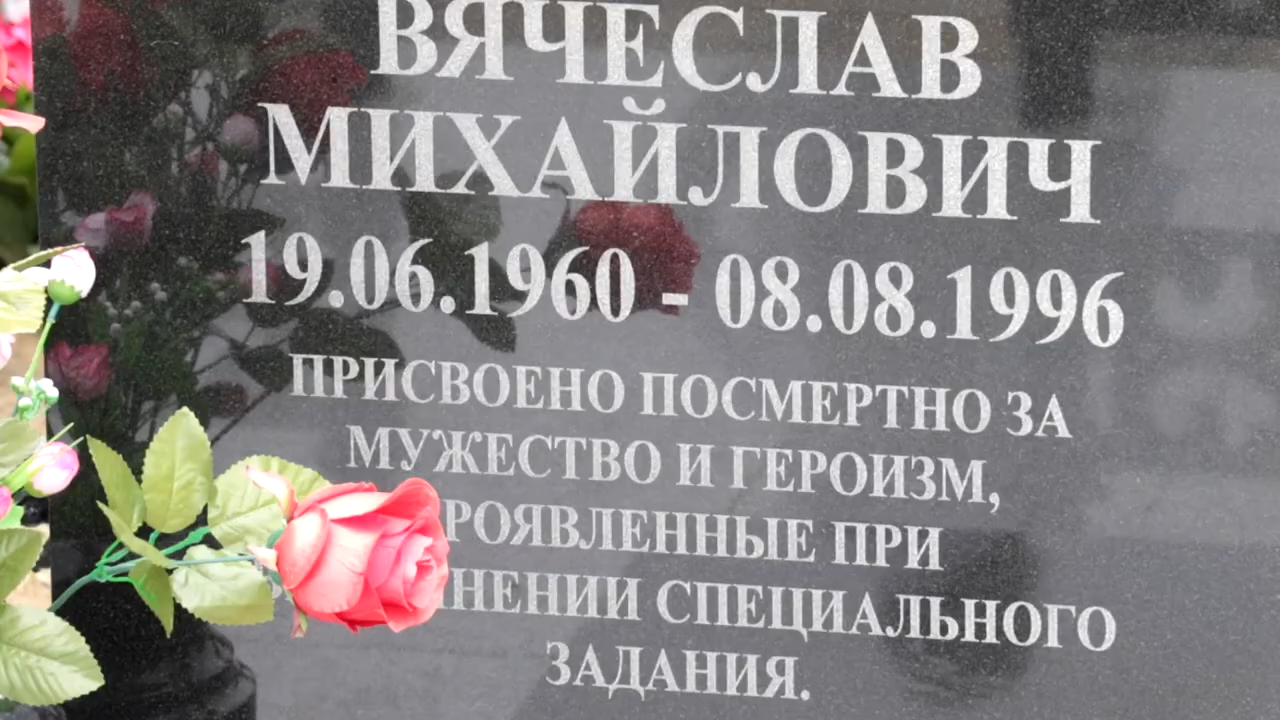 ВЯЧЕСЛАВ
МИХАЙЛОВИЧ
19.06.1960 - 08.08.1996
ПРИСВОЕНО ПОСМЕРТНО ЗА
МУЖЕСТВО И ГЕРОИЗМ,
РОЯВЛЕННЫЕ ПРИ
НЕНИИ СПЕЦИАЛЬНОГО
ЗАДАНИЯ.